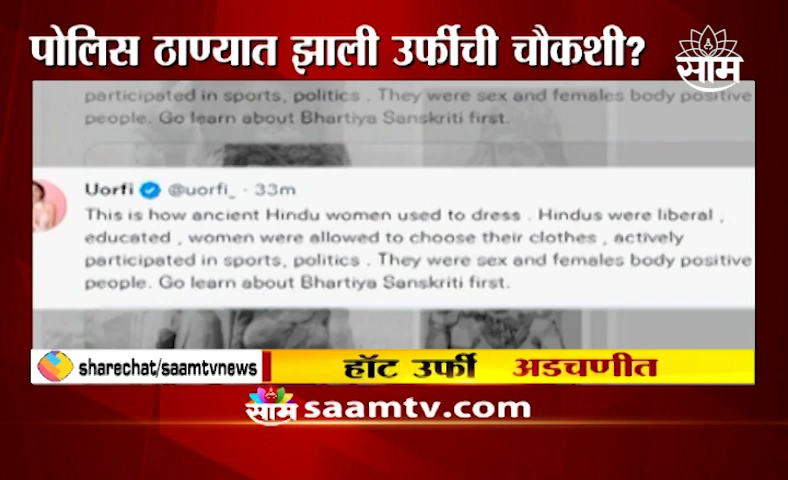 पोलिस ठाण्यात झाली उर्फीची चौकशी?
साम
participated in sports, politics . They were sex and females body positive
people. Go learn about Bhartiya Sanskriti first.
Uorfi @uorfi_ · 33m
This is how ancient Hindu women used to dress . Hindus were liberal ,
educated , women were allowed to choose their clothes , actively
participated in sports, politics . They were sex and females body positive
people. Go learn about Bhartiya Sanskriti first.
sharechat/saamtvnews
हॉट उर्फी अडचणीत
साम saamtv.com